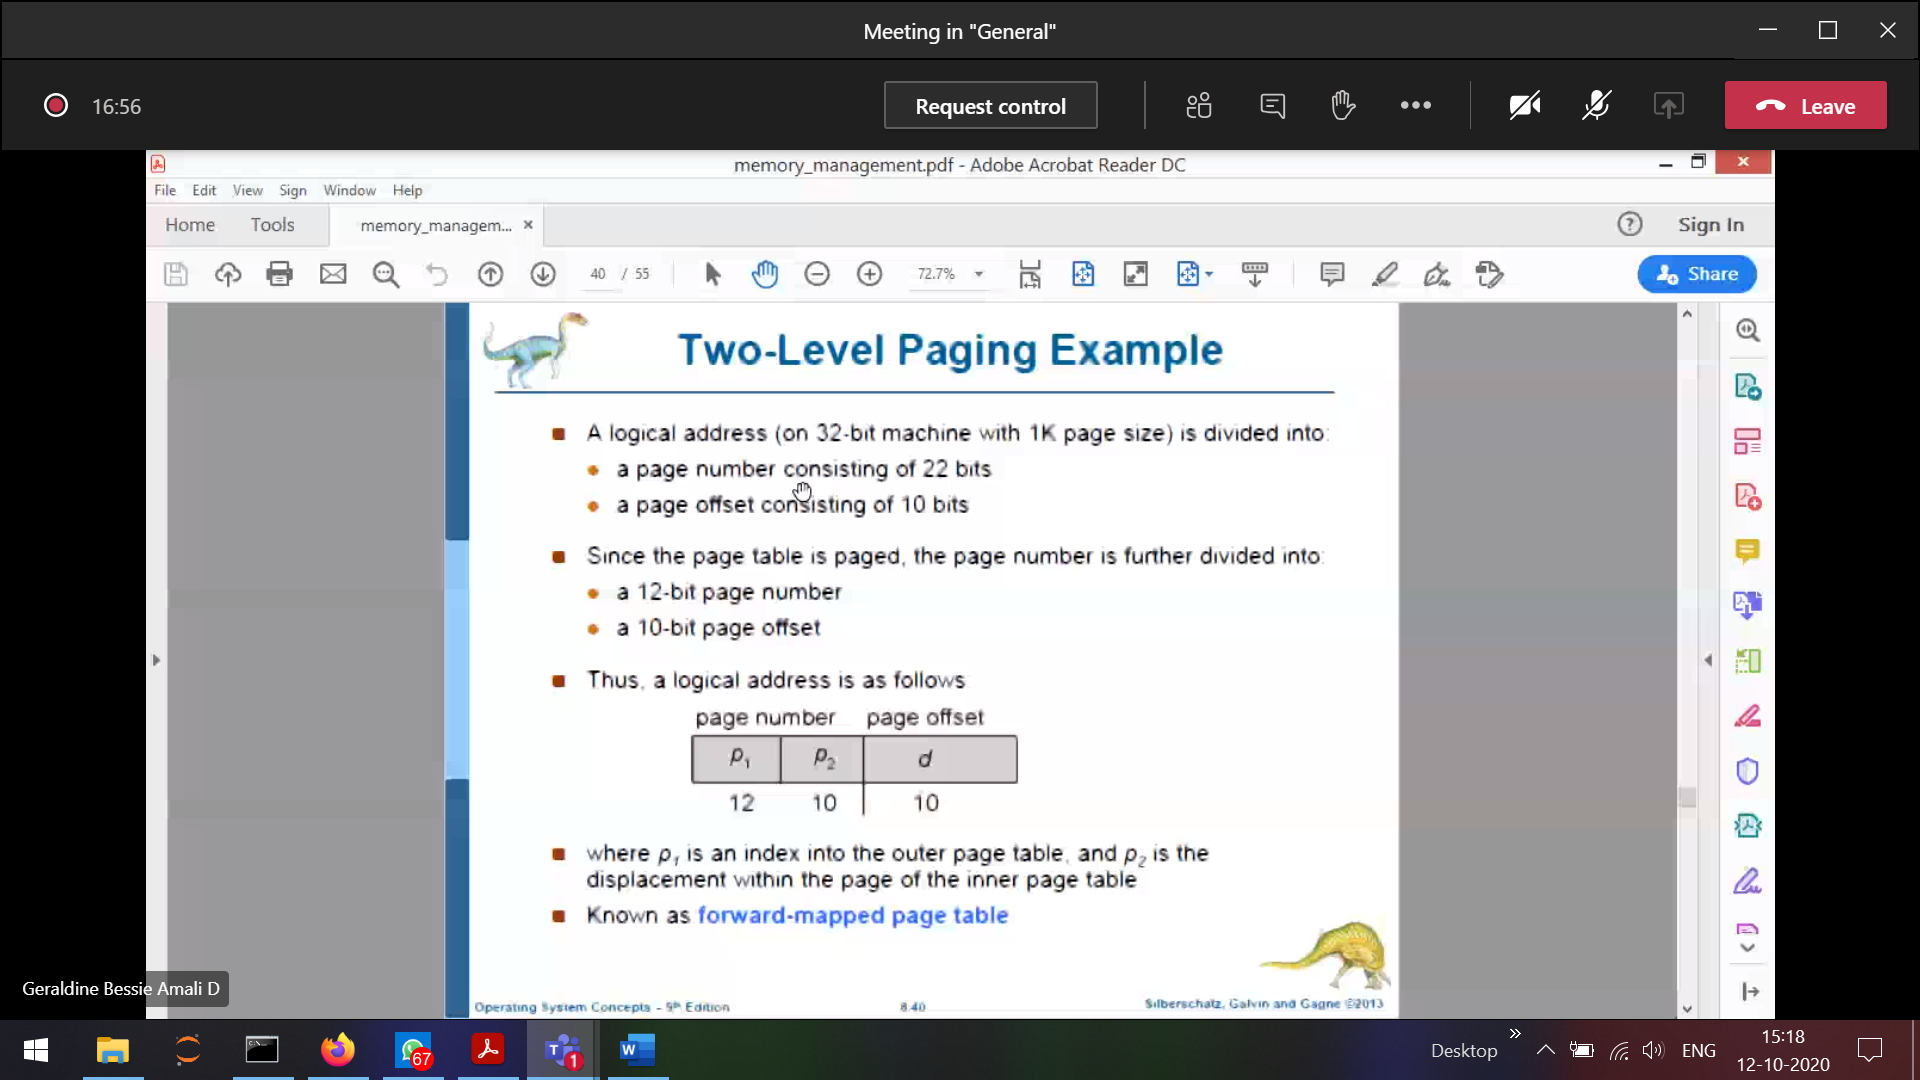 Meeting in "General"
16:56
Request control
Leave
memory_management.pdf - Adobe Acrobat Reader DC
File Edit View Sign Window Help
Home Tools memory_managem... × Sign In
40 / 55 72.7% Share
Two-Level Paging Example
A logical address (on 32-bit machine with 1K page size) is divided into:
a page number consisting of 22 bits
a page offset consisting of 10 bits
Since the page table is paged, the page number is further divided into:
a 12-bit page number
a 10-bit page offset
Thus, a logical address is as follows:
page number page offset
p1 p2 d
12 10 10
where p1 is an index into the outer page table, and p2 is the
displacement within the page of the inner page table
Known as forward-mapped page table
Geraldine Bessie Amali D
Operating System Concepts – 9th Edition 8.40 Silberschatz, Galvin and Gagne ©2013
67 1 W Desktop ENG 15:18
12-10-2020